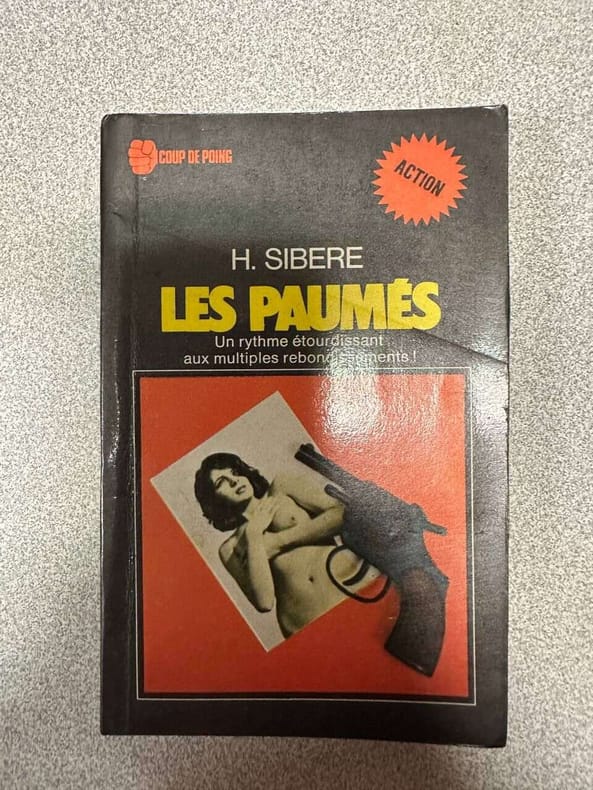 COUP DE POING
ACTION
H. SIBERE
LES PAUMÉS
Un rythme étourdissant
aux multiples rebondissements !